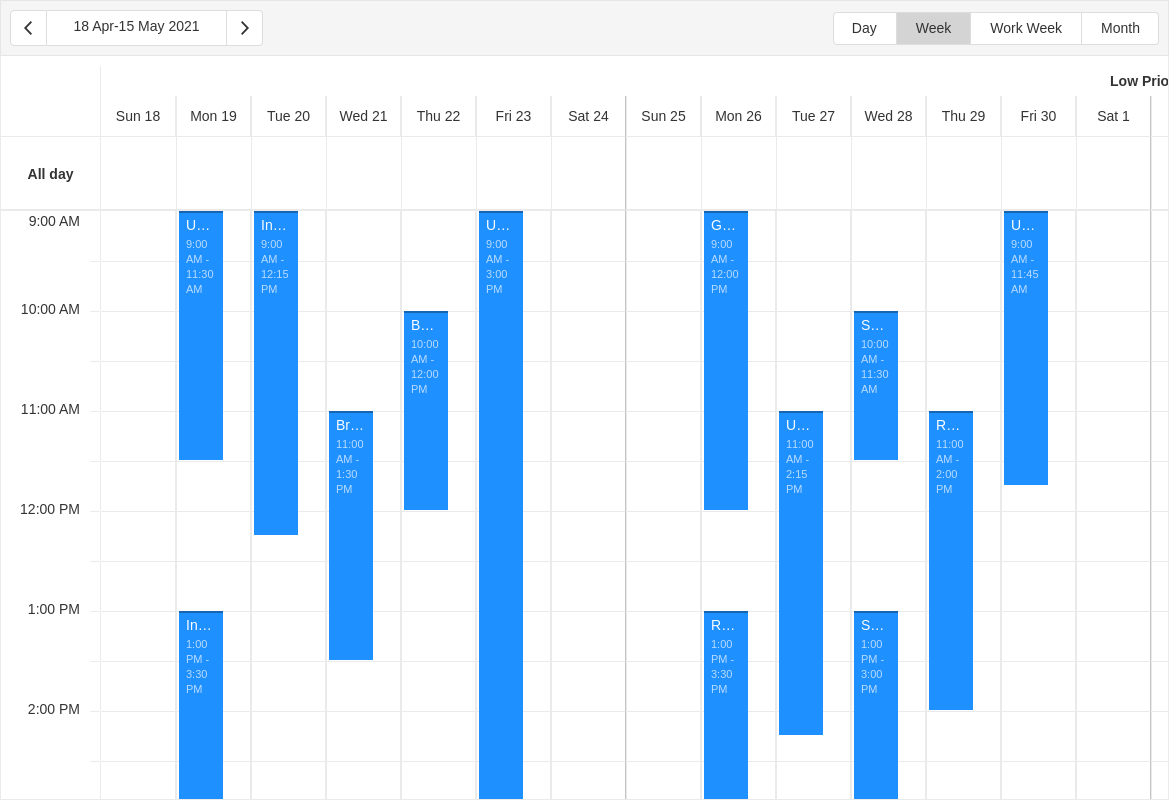 18 Apr-15 May 2021
Day
Week
Work Week
Month
Low Prio
Sun 18
Mon 19
Tue 20
Wed 21
Thu 22
Fri 23
Sat 24
Sun 25
Mon 26
Tue 27
Wed 28
Thu 29
Fri 30
Sat 1
All day
9:00 AM
10:00 AM
11:00 AM
12:00 PM
1:00 PM
2:00 PM
U...
9:00
AM -
11:30
AM
In...
1:00
PM -
3:30
PM
In...
9:00
AM -
12:15
PM
Br...
11:00
AM -
1:30
PM
B...
10:00
AM -
12:00
PM
U...
9:00
AM -
3:00
PM
G...
9:00
AM -
12:00
PM
R...
1:00
PM -
3:30
PM
U...
11:00
AM -
2:15
PM
S...
10:00
AM -
11:30
AM
S...
1:00
PM -
3:00
PM
R...
11:00
AM -
2:00
PM
U...
9:00
AM -
11:45
AM